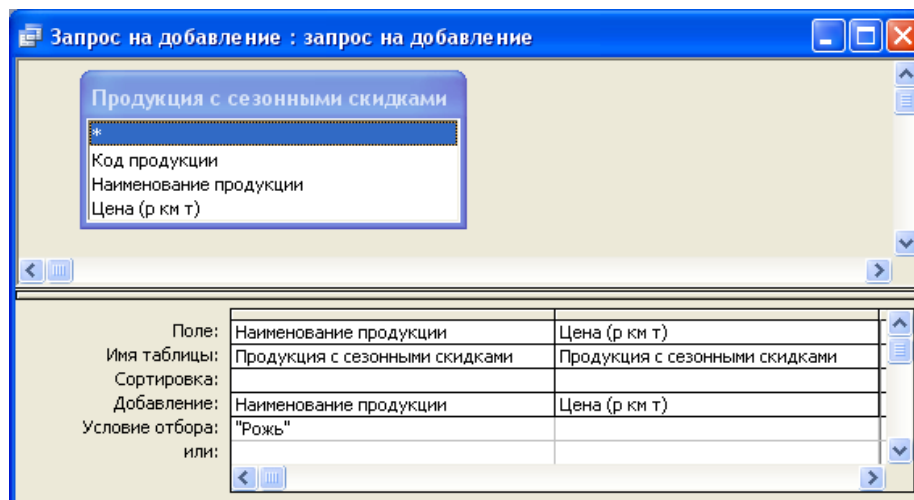 Запрос на добавление : запрос на добавление
Продукция с сезонными скидками
*
Код продукции
Наименование продукции
Цена (р км т)
Поле: Наименование продукции Цена (р км т)
Имя таблицы: Продукция с сезонными скидками Продукция с сезонными скидками
Сортировка:
Добавление: Наименование продукции Цена (р км т)
Условие отбора: "Рожь"
или: